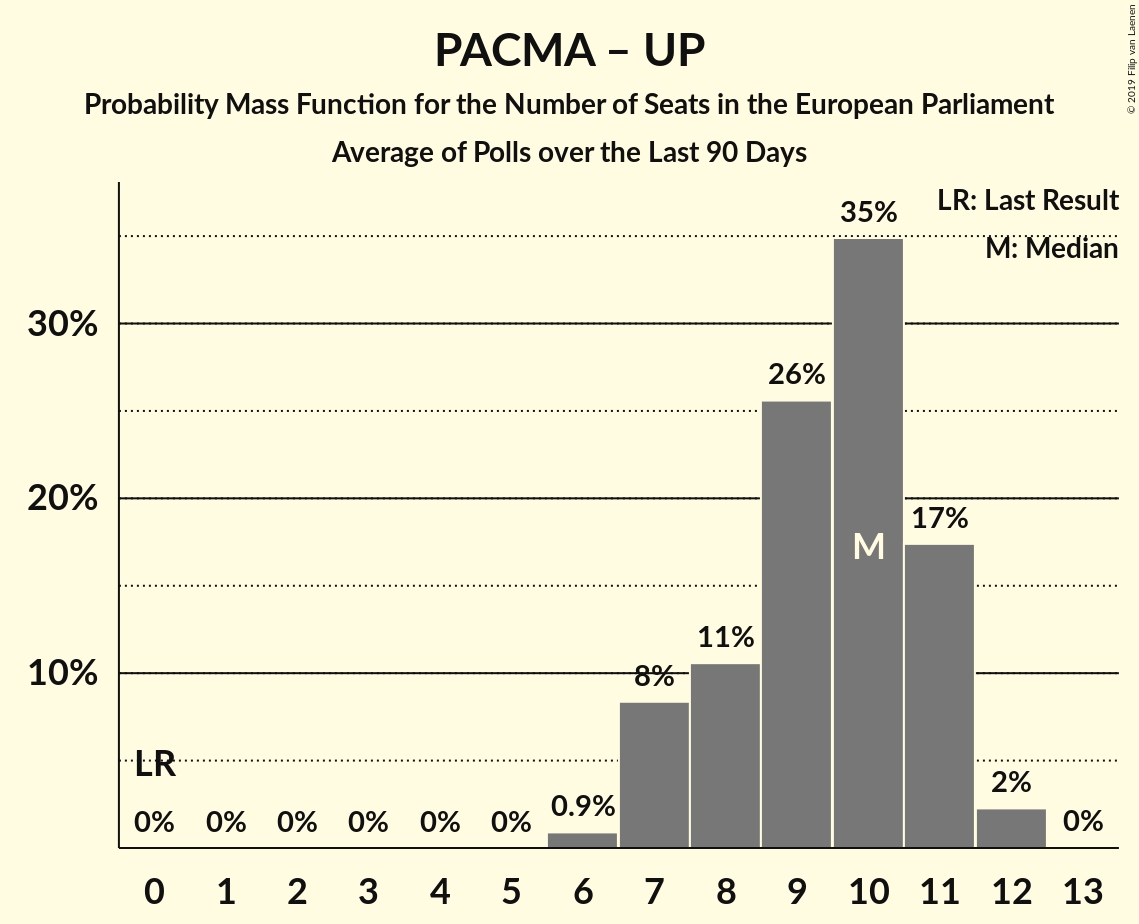 PACMA – UP
Probability Mass Function for the Number of Seats in the European Parliament
Average of Polls over the Last 90 Days
© 2019 Filip van Laenen
LR: Last Result
M: Median
35%
30%
26%
20%
17%
M
11%
10%
8%
LR
0% 0% 0% 0% 0% 0% 0.9% 2% 0%
0 1 2 3 4 5 6 7 8 9 10 11 12 13